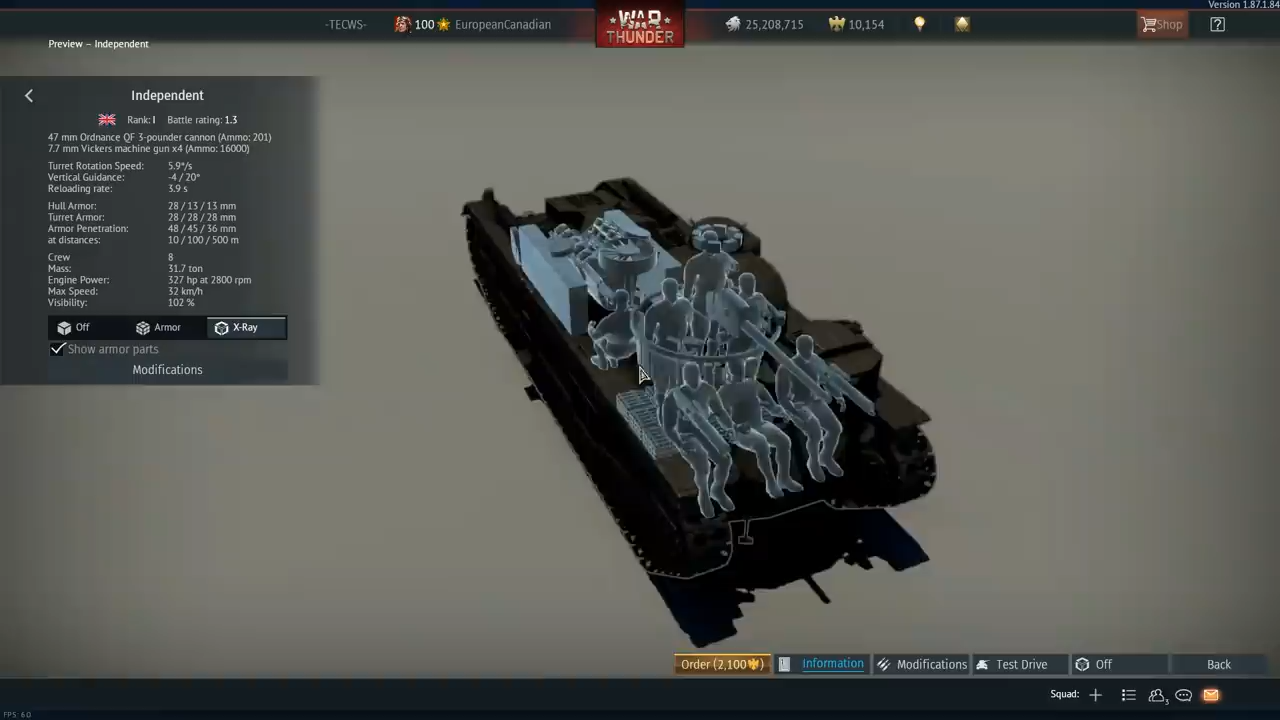 Version 1.87.1.84
-TECWS- 100 EuropeanCanadian WAR THUNDER 25,208,715 10,154 Shop ?
Preview – Independent
Independent
Rank: I Battle rating: 1.3
47 mm Ordnance QF 3-pounder cannon (Ammo: 201)
7.7 mm Vickers machine gun x4 (Ammo: 16000)
Turret Rotation Speed: 5.9°/s
Vertical Guidance: -4 / 20°
Reloading rate: 3.9 s
Hull Armor: 28 / 13 / 13 mm
Turret Armor: 28 / 28 / 28 mm
Armor Penetration: 48 / 45 / 36 mm
at distances: 10 / 100 / 500 m
Crew 8
Mass: 31.7 ton
Engine Power: 327 hp at 2800 rpm
Max Speed: 32 km/h
Visibility: 102 %
Off Armor X-Ray
Show armor parts
Modifications
Order (2,100) Information Modifications Test Drive Off Back
Squad: 3
FPS: 60